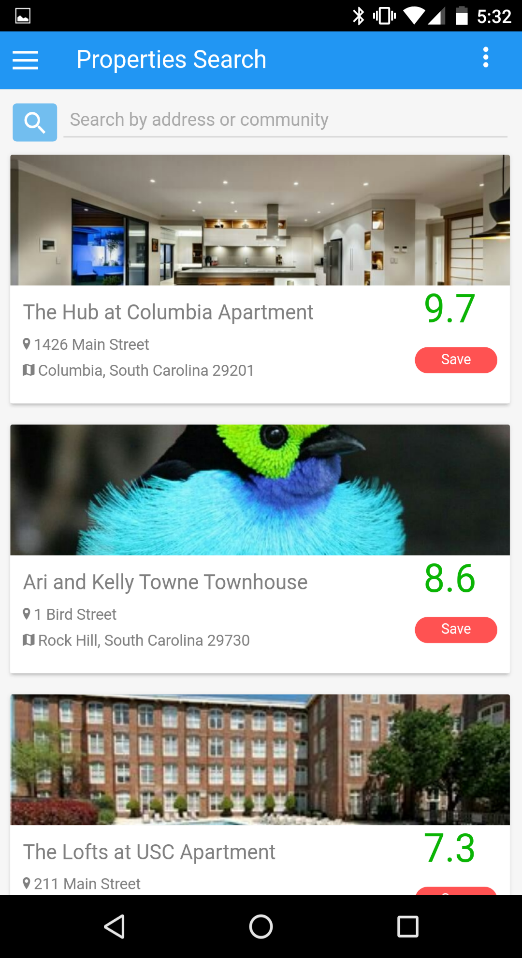 5:32
Properties Search
Search by address or community
The Hub at Columbia Apartment
9.7
1426 Main Street
Save
Columbia, South Carolina 29201
Ari and Kelly Towne Townhouse
8.6
1 Bird Street
Save
Rock Hill, South Carolina 29730
The Lofts at USC Apartment
7.3
211 Main Street